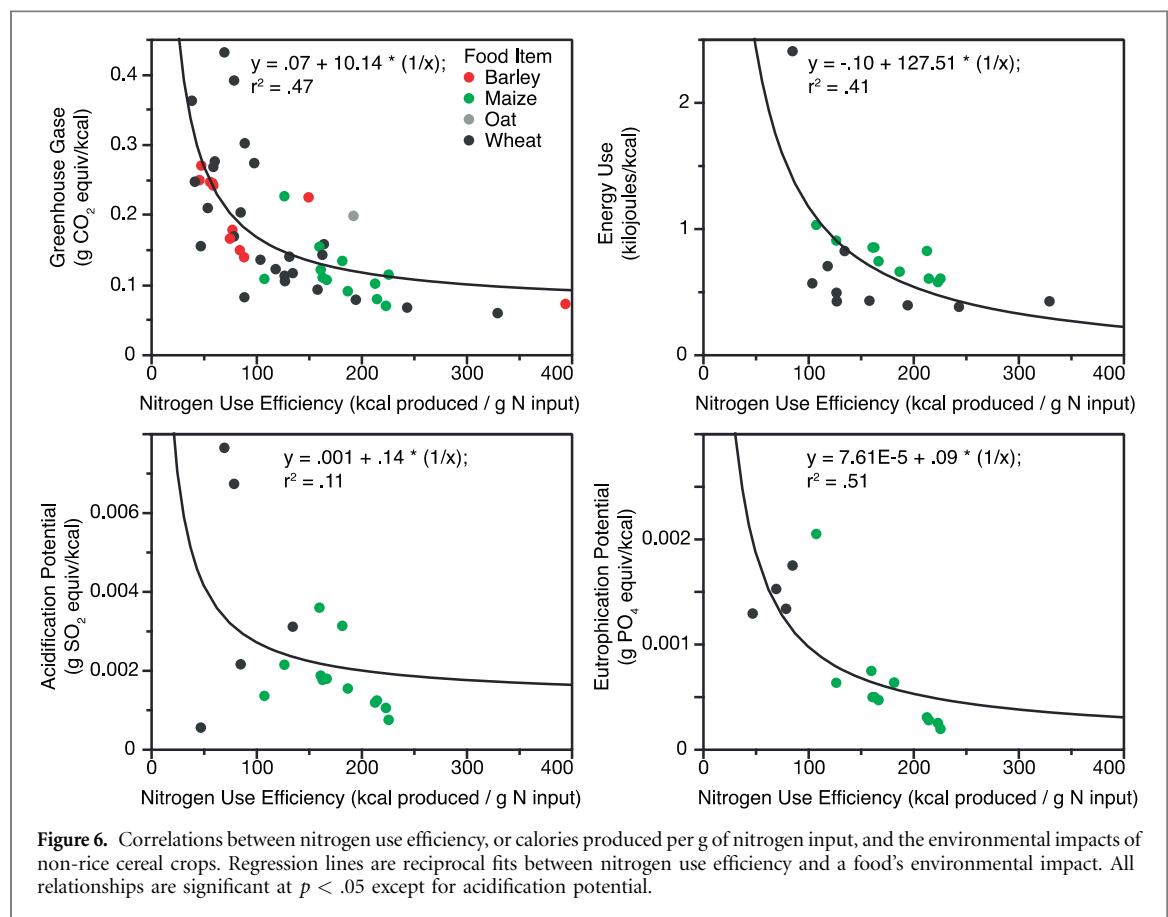 y = .07 + 10.14 * (1/x);
r² = .47
Food Item
Barley
Maize
Oat
Wheat
Greenhouse Gase
(g CO₂ equiv/kcal)
0.4
0.3
0.2
0.1
0
0
100
200
300
400
Nitrogen Use Efficiency (kcal produced / g N input)
y = -.10 + 127.51 * (1/x);
r² = .41
Energy Use
(kilojoules/kcal)
2
1
0
0
100
200
300
400
Nitrogen Use Efficiency (kcal produced / g N input)
y = .001 + .14 * (1/x);
r² = .11
Acidification Potential
(g SO₂ equiv/kcal)
0.006
0.004
0.002
0
0
100
200
300
400
Nitrogen Use Efficiency (kcal produced / g N input)
y = 7.61E-5 + .09 * (1/x);
r² = .51
Eutrophication Potential
(g PO₄ equiv/kcal)
0.002
0.001
0
0
100
200
300
400
Nitrogen Use Efficiency (kcal produced / g N input)
Figure 6. Correlations between nitrogen use efficiency, or calories produced per g of nitrogen input, and the environmental impacts of
non-rice cereal crops. Regression lines are reciprocal fits between nitrogen use efficiency and a food's environmental impact. All
relationships are significant at p < .05 except for acidification potential.